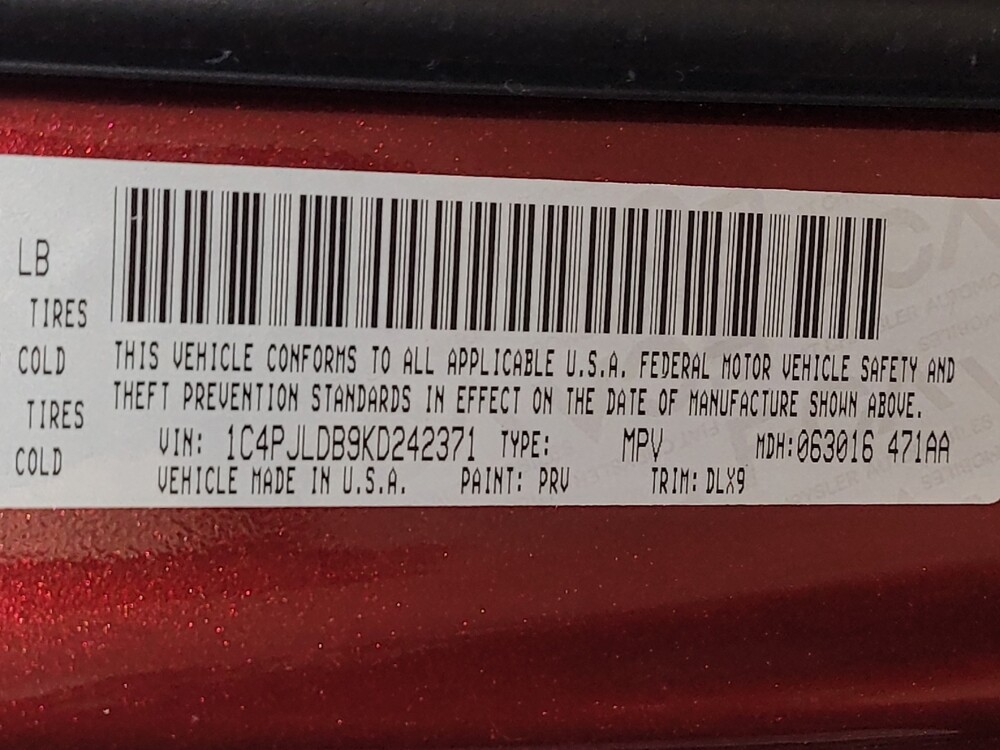 LB
TIRES
COLD
THIS VEHICLE CONFORMS TO ALL APPLICABLE U.S.A. FEDERAL MOTOR VEHICLE SAFETY AND
THEFT PREVENTION STANDARDS IN EFFECT ON THE DATE OF MANUFACTURE SHOWN ABOVE.
TIRES
VIN: 1C4PJLDB9KD242371 TYPE: MPV MDH:063016 471AA
COLD
VEHICLE MADE IN U.S.A. PAINT: PRV TRIM: DLX9